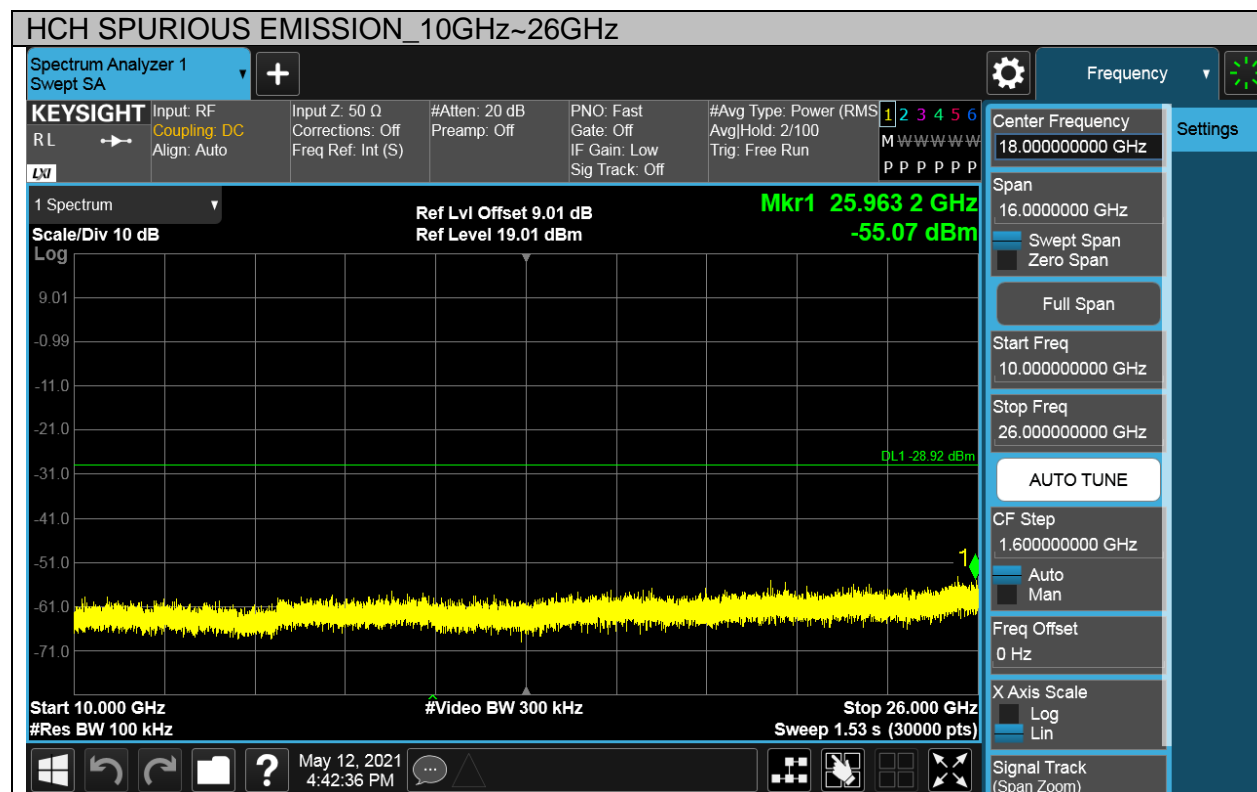 HCH SPURIOUS EMISSION_10GHz~26GHz
Spectrum Analyzer 1
Swept SA
+
Frequency
KEYSIGHT
RL
LXI
Input: RF
Coupling: DC
Align: Auto
Input Z: 50 Ω
Corrections: Off
Freq Ref: Int (S)
#Atten: 20 dB
Preamp: Off
PNO: Fast
Gate: Off
IF Gain: Low
Sig Track: Off
#Avg Type: Power (RMS
Avg|Hold: 2/100
Trig: Free Run
1 2 3 4 5 6
M W W W W W
P P P P P P
1 Spectrum
Scale/Div 10 dB
Log
Ref Lvl Offset 9.01 dB
Ref Level 19.01 dBm
Mkr1 25.963 2 GHz
-55.07 dBm
9.01
-0.99
-11.0
-21.0
-31.0
-41.0
-51.0
-61.0
-71.0
DL1 -28.92 dBm
1
Start 10.000 GHz
#Res BW 100 kHz
#Video BW 300 kHz
Stop 26.000 GHz
Sweep 1.53 s (30000 pts)
Center Frequency
18.000000000 GHz
Settings
Span
16.0000000 GHz
Swept Span
Zero Span
Full Span
Start Freq
10.000000000 GHz
Stop Freq
26.000000000 GHz
AUTO TUNE
CF Step
1.600000000 GHz
Auto
Man
Freq Offset
0 Hz
X Axis Scale
Log
Lin
Signal Track
(Span Zoom)
?
May 12, 2021
4:42:36 PM